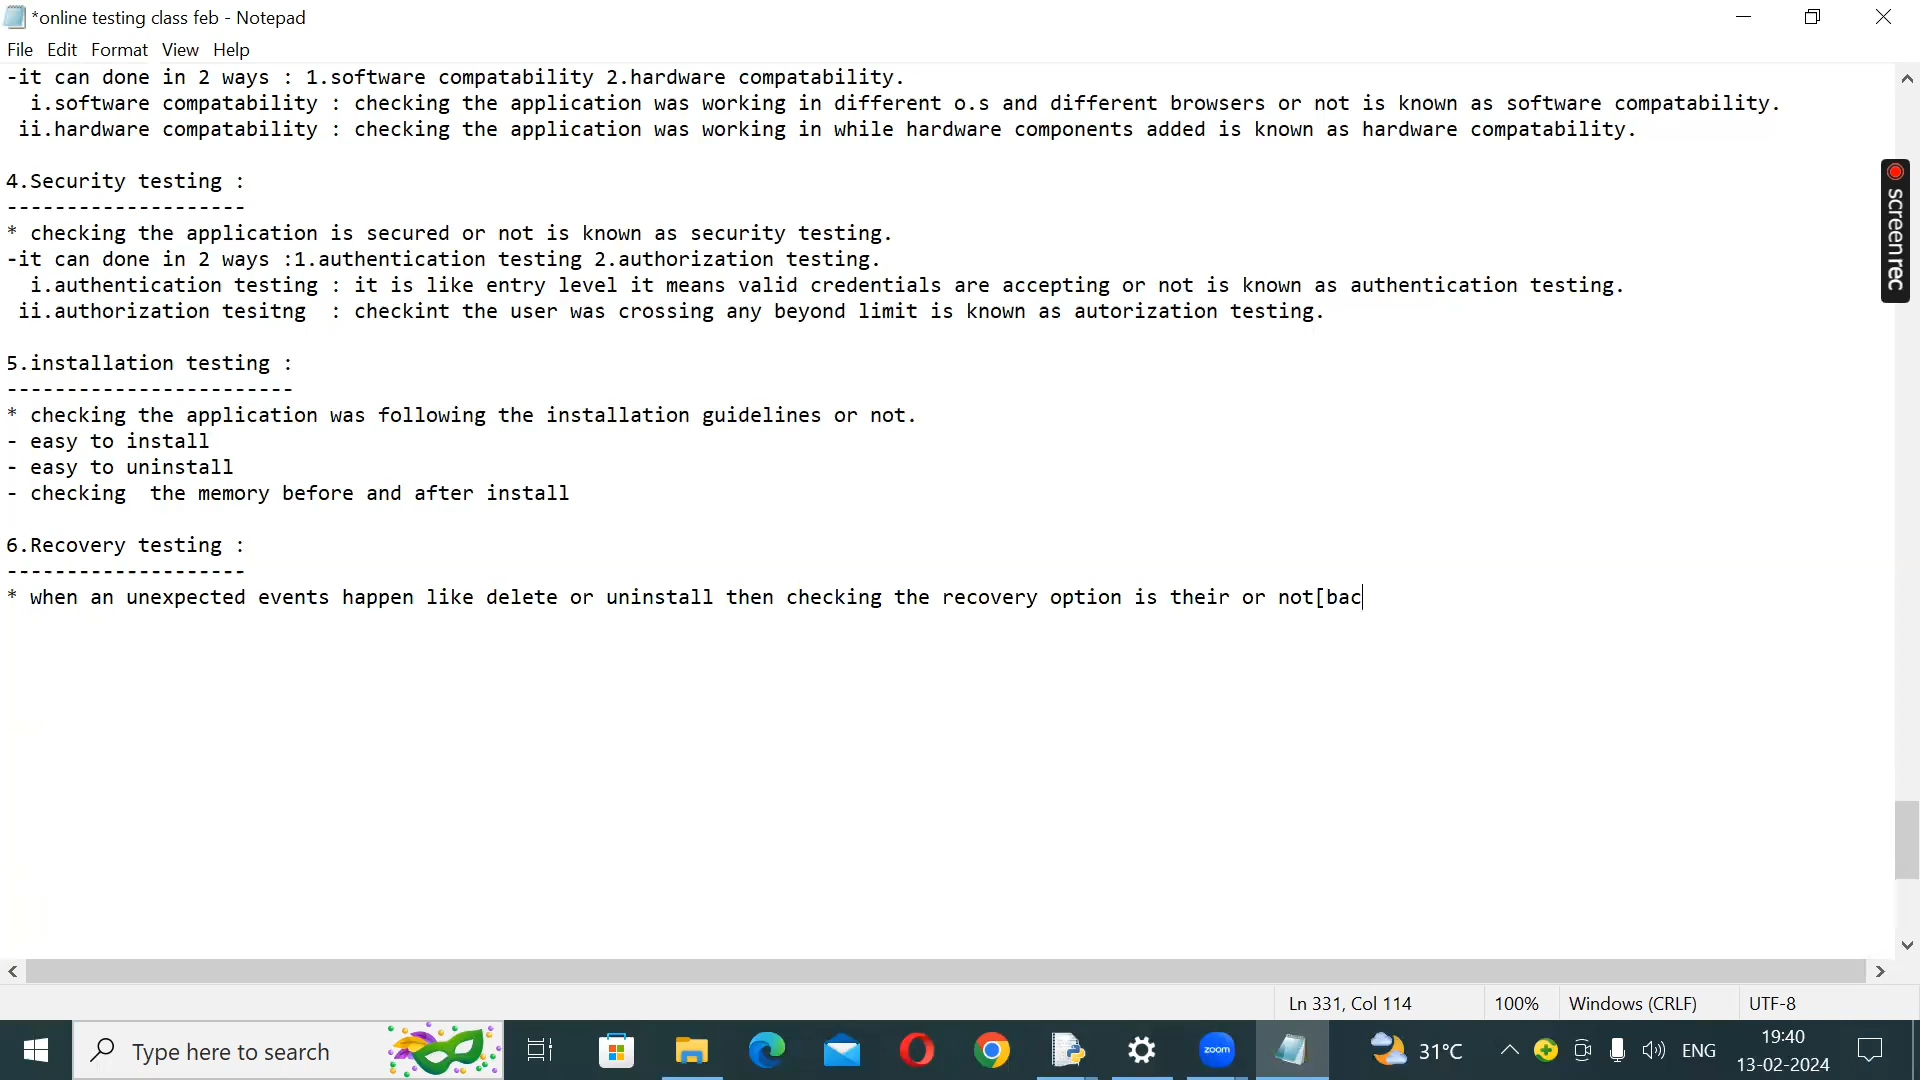 *online testing class feb - Notepad
File Edit Format View Help
-it can done in 2 ways : 1.software compatability 2.hardware compatability.
i.software compatability : checking the application was working in different o.s and different browsers or not is known as software compatability.
ii.hardware compatability : checking the application was working in while hardware components added is known as hardware compatability.
4.Security testing :
--------------------
* checking the application is secured or not is known as security testing.
-it can done in 2 ways :1.authentication testing 2.authorization testing.
i.authentication testing : it is like entry level it means valid credentials are accepting or not is known as authentication testing.
ii.authorization tesitng  : checkint the user was crossing any beyond limit is known as autorization testing.
5.installation testing :
------------------------
* checking the application was following the installation guidelines or not.
- easy to install
- easy to uninstall
- checking  the memory before and after install
6.Recovery testing :
--------------------
* when an unexpected events happen like delete or uninstall then checking the recovery option is their or not[bac
screenrec
Ln 331, Col 114 100% Windows (CRLF) UTF-8
Type here to search zoom 31°C ENG 19:40
13-02-2024